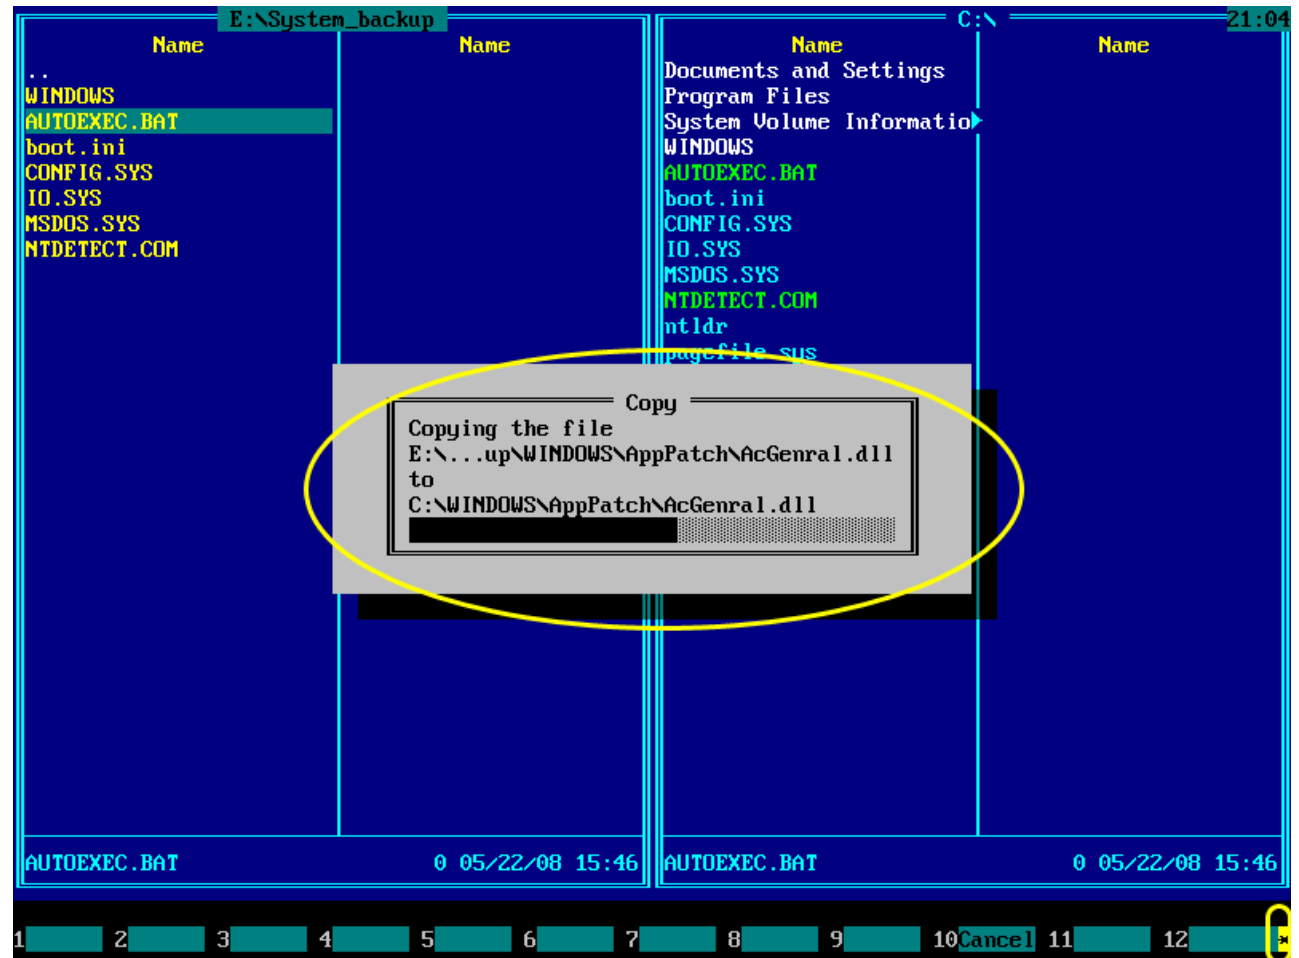 E:\System_backup
C:\
21:04
Name
Name
Name
Name
..
WINDOWS
AUTOEXEC.BAT
boot.ini
CONFIG.SYS
IO.SYS
MSDOS.SYS
NTDETECT.COM
Documents and Settings
Program Files
System Volume Informatio
WINDOWS
AUTOEXEC.BAT
boot.ini
CONFIG.SYS
IO.SYS
MSDOS.SYS
NTDETECT.COM
ntldr
pagefile.sys
Copy
Copying the file
E:\...up\WINDOWS\AppPatch\AcGenral.dll
to
C:\WINDOWS\AppPatch\AcGenral.dll
AUTOEXEC.BAT 0 05/22/08 15:46
AUTOEXEC.BAT 0 05/22/08 15:46
1 2 3 4 5 6 7 8 9 10Cancel 11 12 *